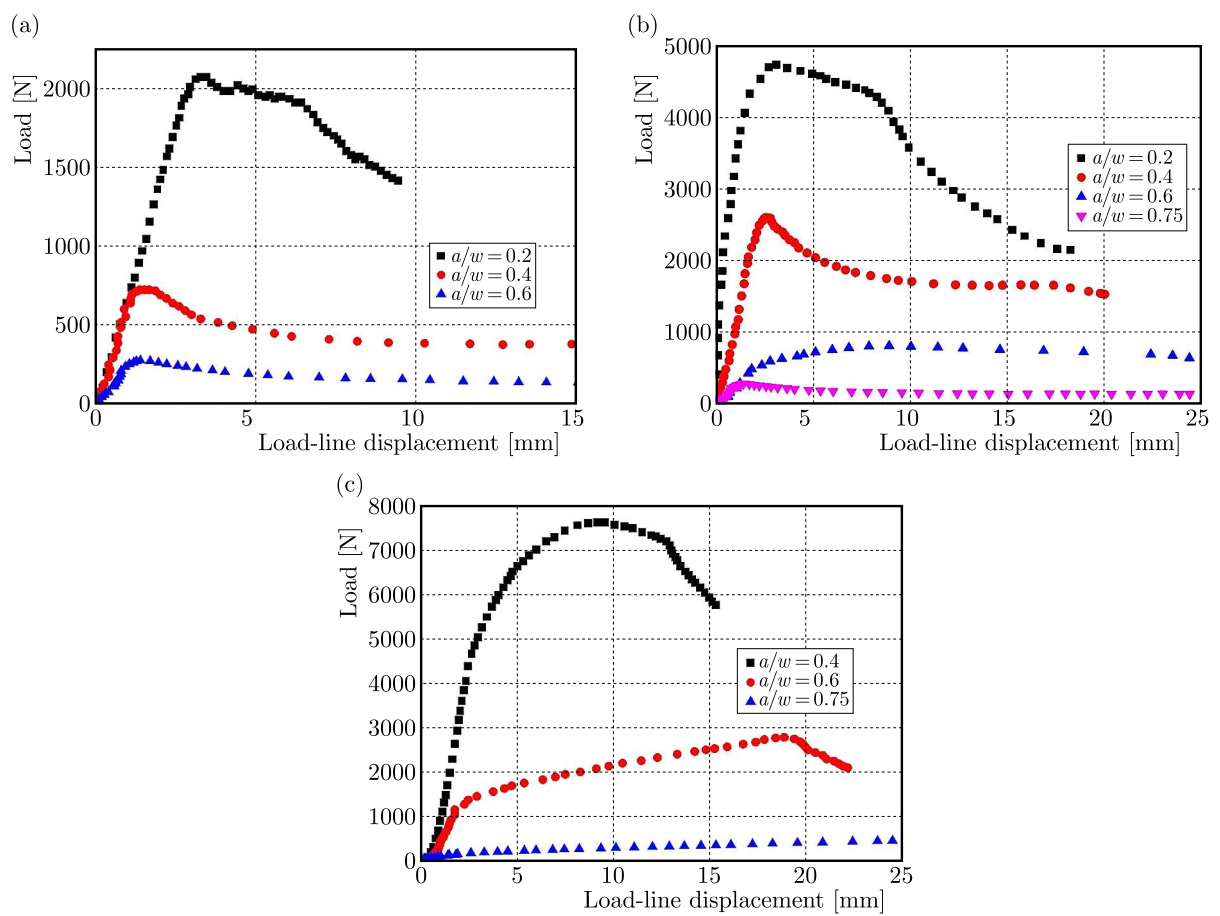 (a)
Load [N]
2000
1500
1000
500
0
0 5 10 15
Load-line displacement [mm]
a/w = 0.2
a/w = 0.4
a/w = 0.6
(b)
Load [N]
5000
4000
3000
2000
1000
0
0 5 10 15 20 25
Load-line displacement [mm]
a/w = 0.2
a/w = 0.4
a/w = 0.6
a/w = 0.75
(c)
Load [N]
8000
7000
6000
5000
4000
3000
2000
1000
0
0 5 10 15 20 25
Load-line displacement [mm]
a/w = 0.4
a/w = 0.6
a/w = 0.75